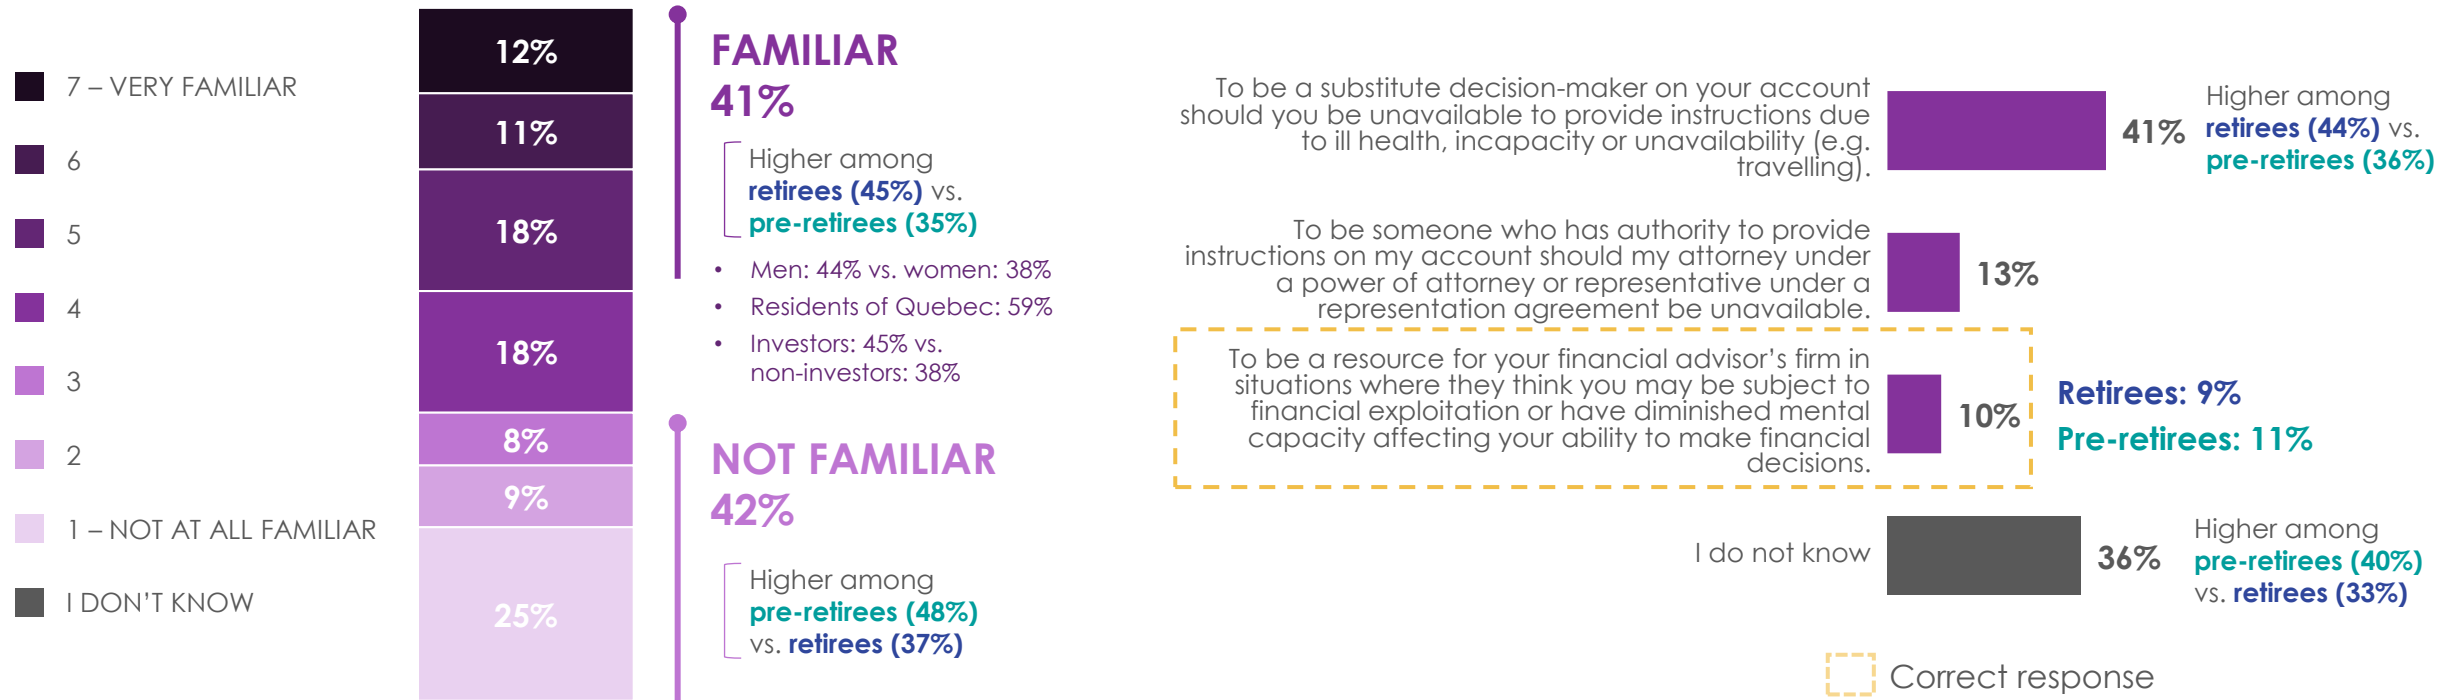 7 – VERY FAMILIAR
6
5
4
3
2
1 – NOT AT ALL FAMILIAR
I DON’T KNOW
12%
11%
18%
18%
8%
9%
25%
FAMILIAR
41%
Higher among
retirees (45%) vs.
pre-retirees (35%)
• Men: 44% vs. women: 38%
• Residents of Quebec: 59%
• Investors: 45% vs.
non-investors: 38%
NOT FAMILIAR
42%
Higher among
pre-retirees (48%)
vs. retirees (37%)
To be a substitute decision-maker on your account
should you be unavailable to provide instructions due
to ill health, incapacity or unavailability (e.g.
travelling).
41%
Higher among
retirees (44%) vs.
pre-retirees (36%)
To be someone who has authority to provide
instructions on my account should my attorney under
a power of attorney or representative under a
representation agreement be unavailable.
13%
To be a resource for your financial advisor’s firm in
situations where they think you may be subject to
financial exploitation or have diminished mental
capacity affecting your ability to make financial
decisions.
10%
Retirees: 9%
Pre-retirees: 11%
I do not know
36%
Higher among
pre-retirees (40%)
vs. retirees (33%)
Correct response